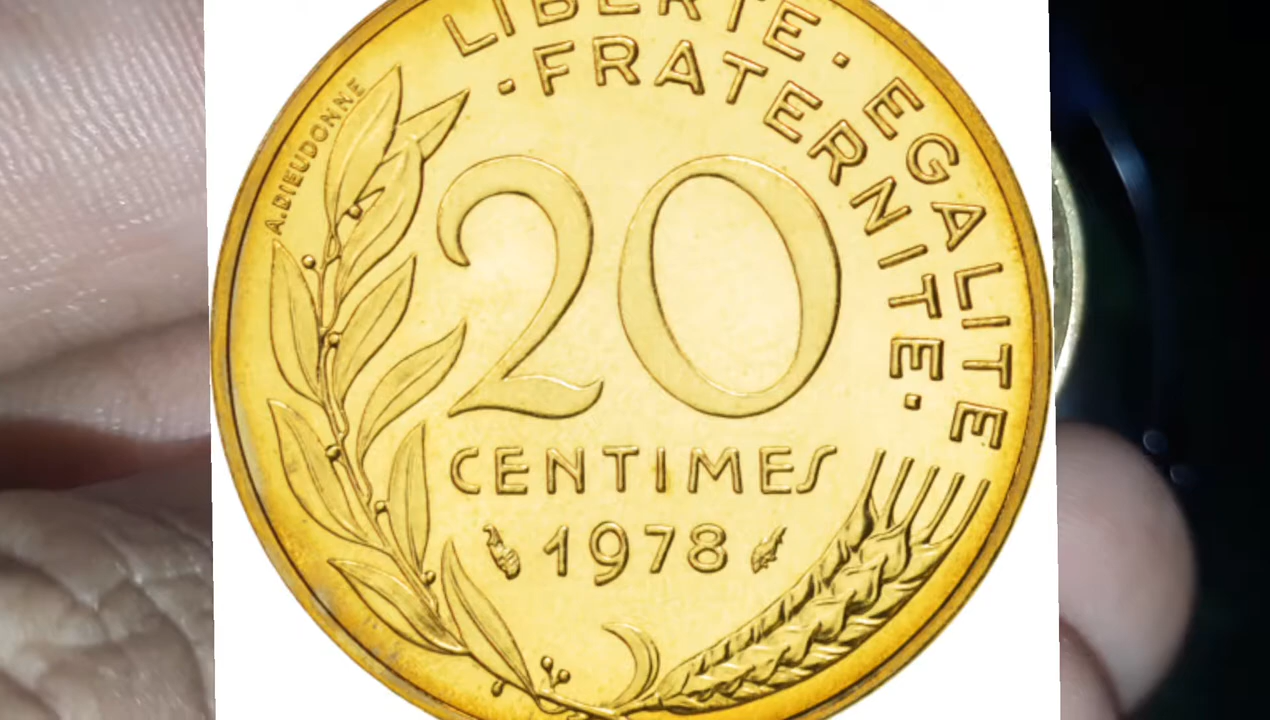 LIBERTE · EGALITE
· FRATERNITE ·
A.DIEUDONNE
20
CENTIMES
1978